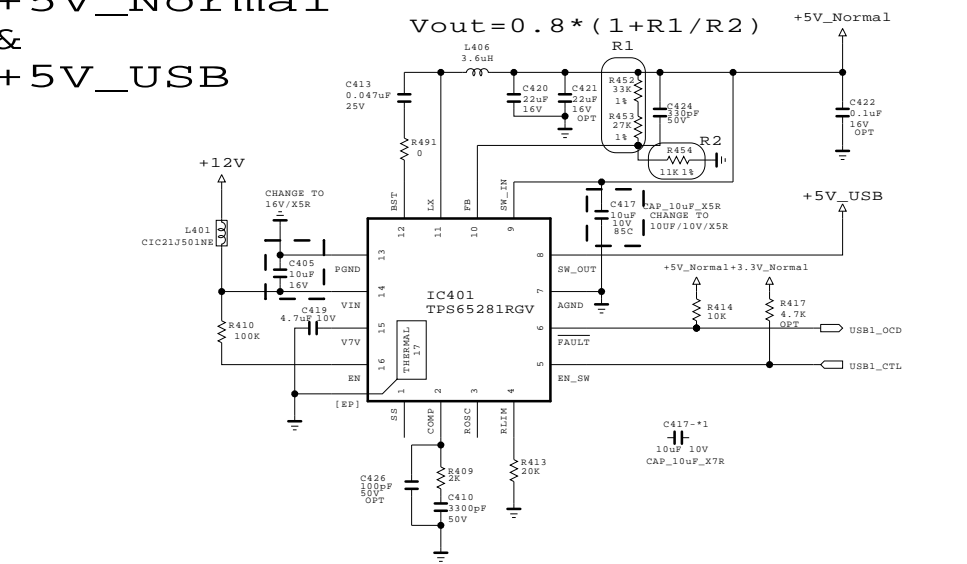 +5V_Normal
&
+5V_USB
Vout=0.8*(1+R1/R2)
+5V_Normal
L406
3.6uH
R1
C413
0.047uF
25V
C420
22uF
16V
C421
22uF
16V
OPT
R452
33K
1%
R453
27K
1%
C424
330pF
50V
C422
0.1uF
16V
OPT
R491
0
R2
R454
11K 1%
+12V
CHANGE TO
16V/X5R
BST
LX
FB
SW_IN
C417
10uF
10V
85C
CAP_10uF_X5R
CHANGE TO
10UF/10V/X5R
+5V_USB
L401
CIC21J501NE
12
11
10
9
C405
10uF
16V
13
PGND
8
SW_OUT
+5V_Normal
+3.3V_Normal
14
VIN
IC401
TPS65281RGV
7
AGND
R414
10K
R417
4.7K
OPT
C419
4.7uF 10V
R410
100K
15
V7V
THERMAL
17
6
FAULT
USB1_OCD
16
EN
5
EN_SW
USB1_CTL
[EP]
1
2
3
4
SS
COMP
ROSC
RLIM
C417-*1
10uF 10V
CAP_10uF_X7R
C426
100pF
50V
OPT
R409
2K
R413
20K
C410
3300pF
50V